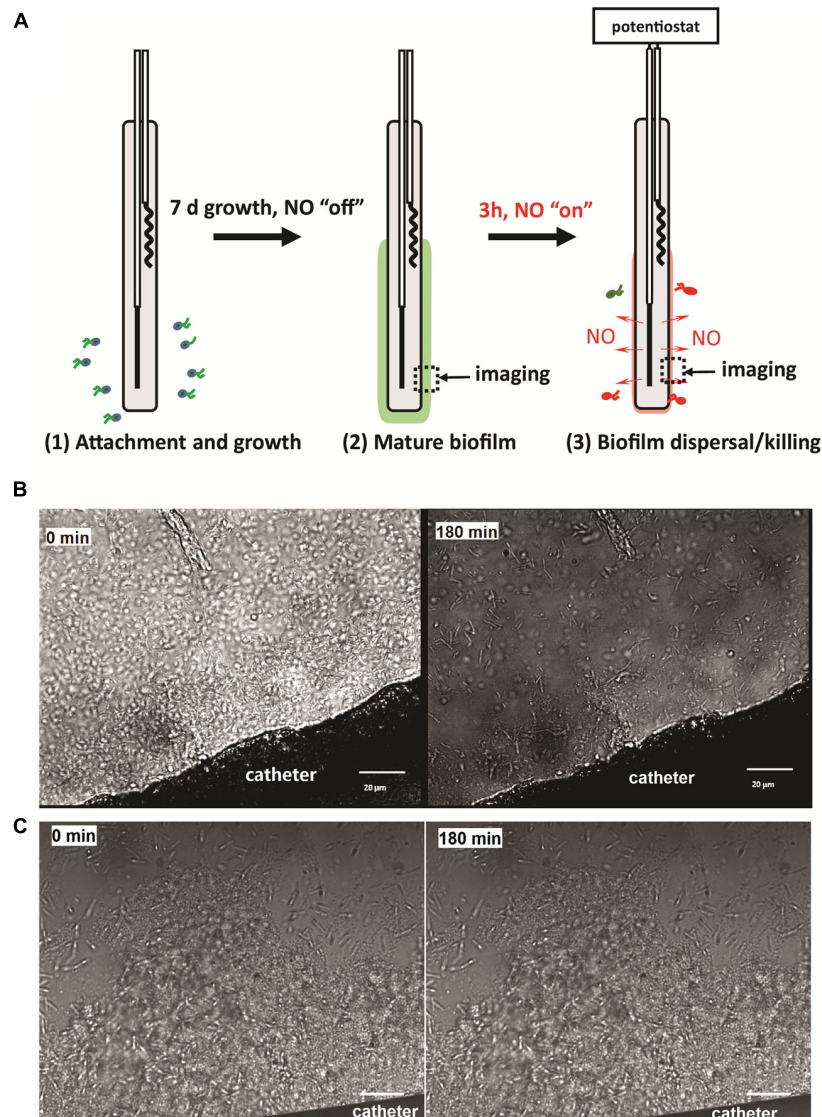 A
potentiostat
7 d growth, NO “off”
3h, NO “on”
NO
NO
imaging
imaging
(1) Attachment and growth
(2) Mature biofilm
(3) Biofilm dispersal/killing
B
0 min
180 min
catheter
20 µm
catheter
20 µm
C
0 min
180 min
catheter
catheter